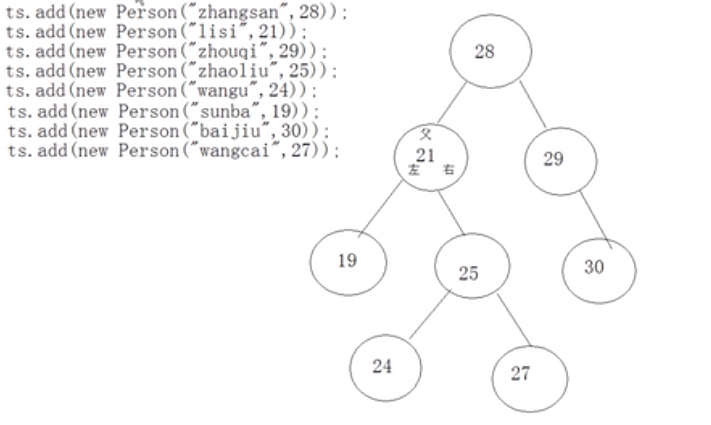 ts.add(new Person("zhangsan",28));
ts.add(new Person("lisi",21));
ts.add(new Person("zhouqi",29));
ts.add(new Person("zhaoliu",25));
ts.add(new Person("wangu",24));
ts.add(new Person("sunba",19));
ts.add(new Person("baijiu",30));
ts.add(new Person("wangcai",27));
28
父
21
左 右
29
19
25
30
24
27